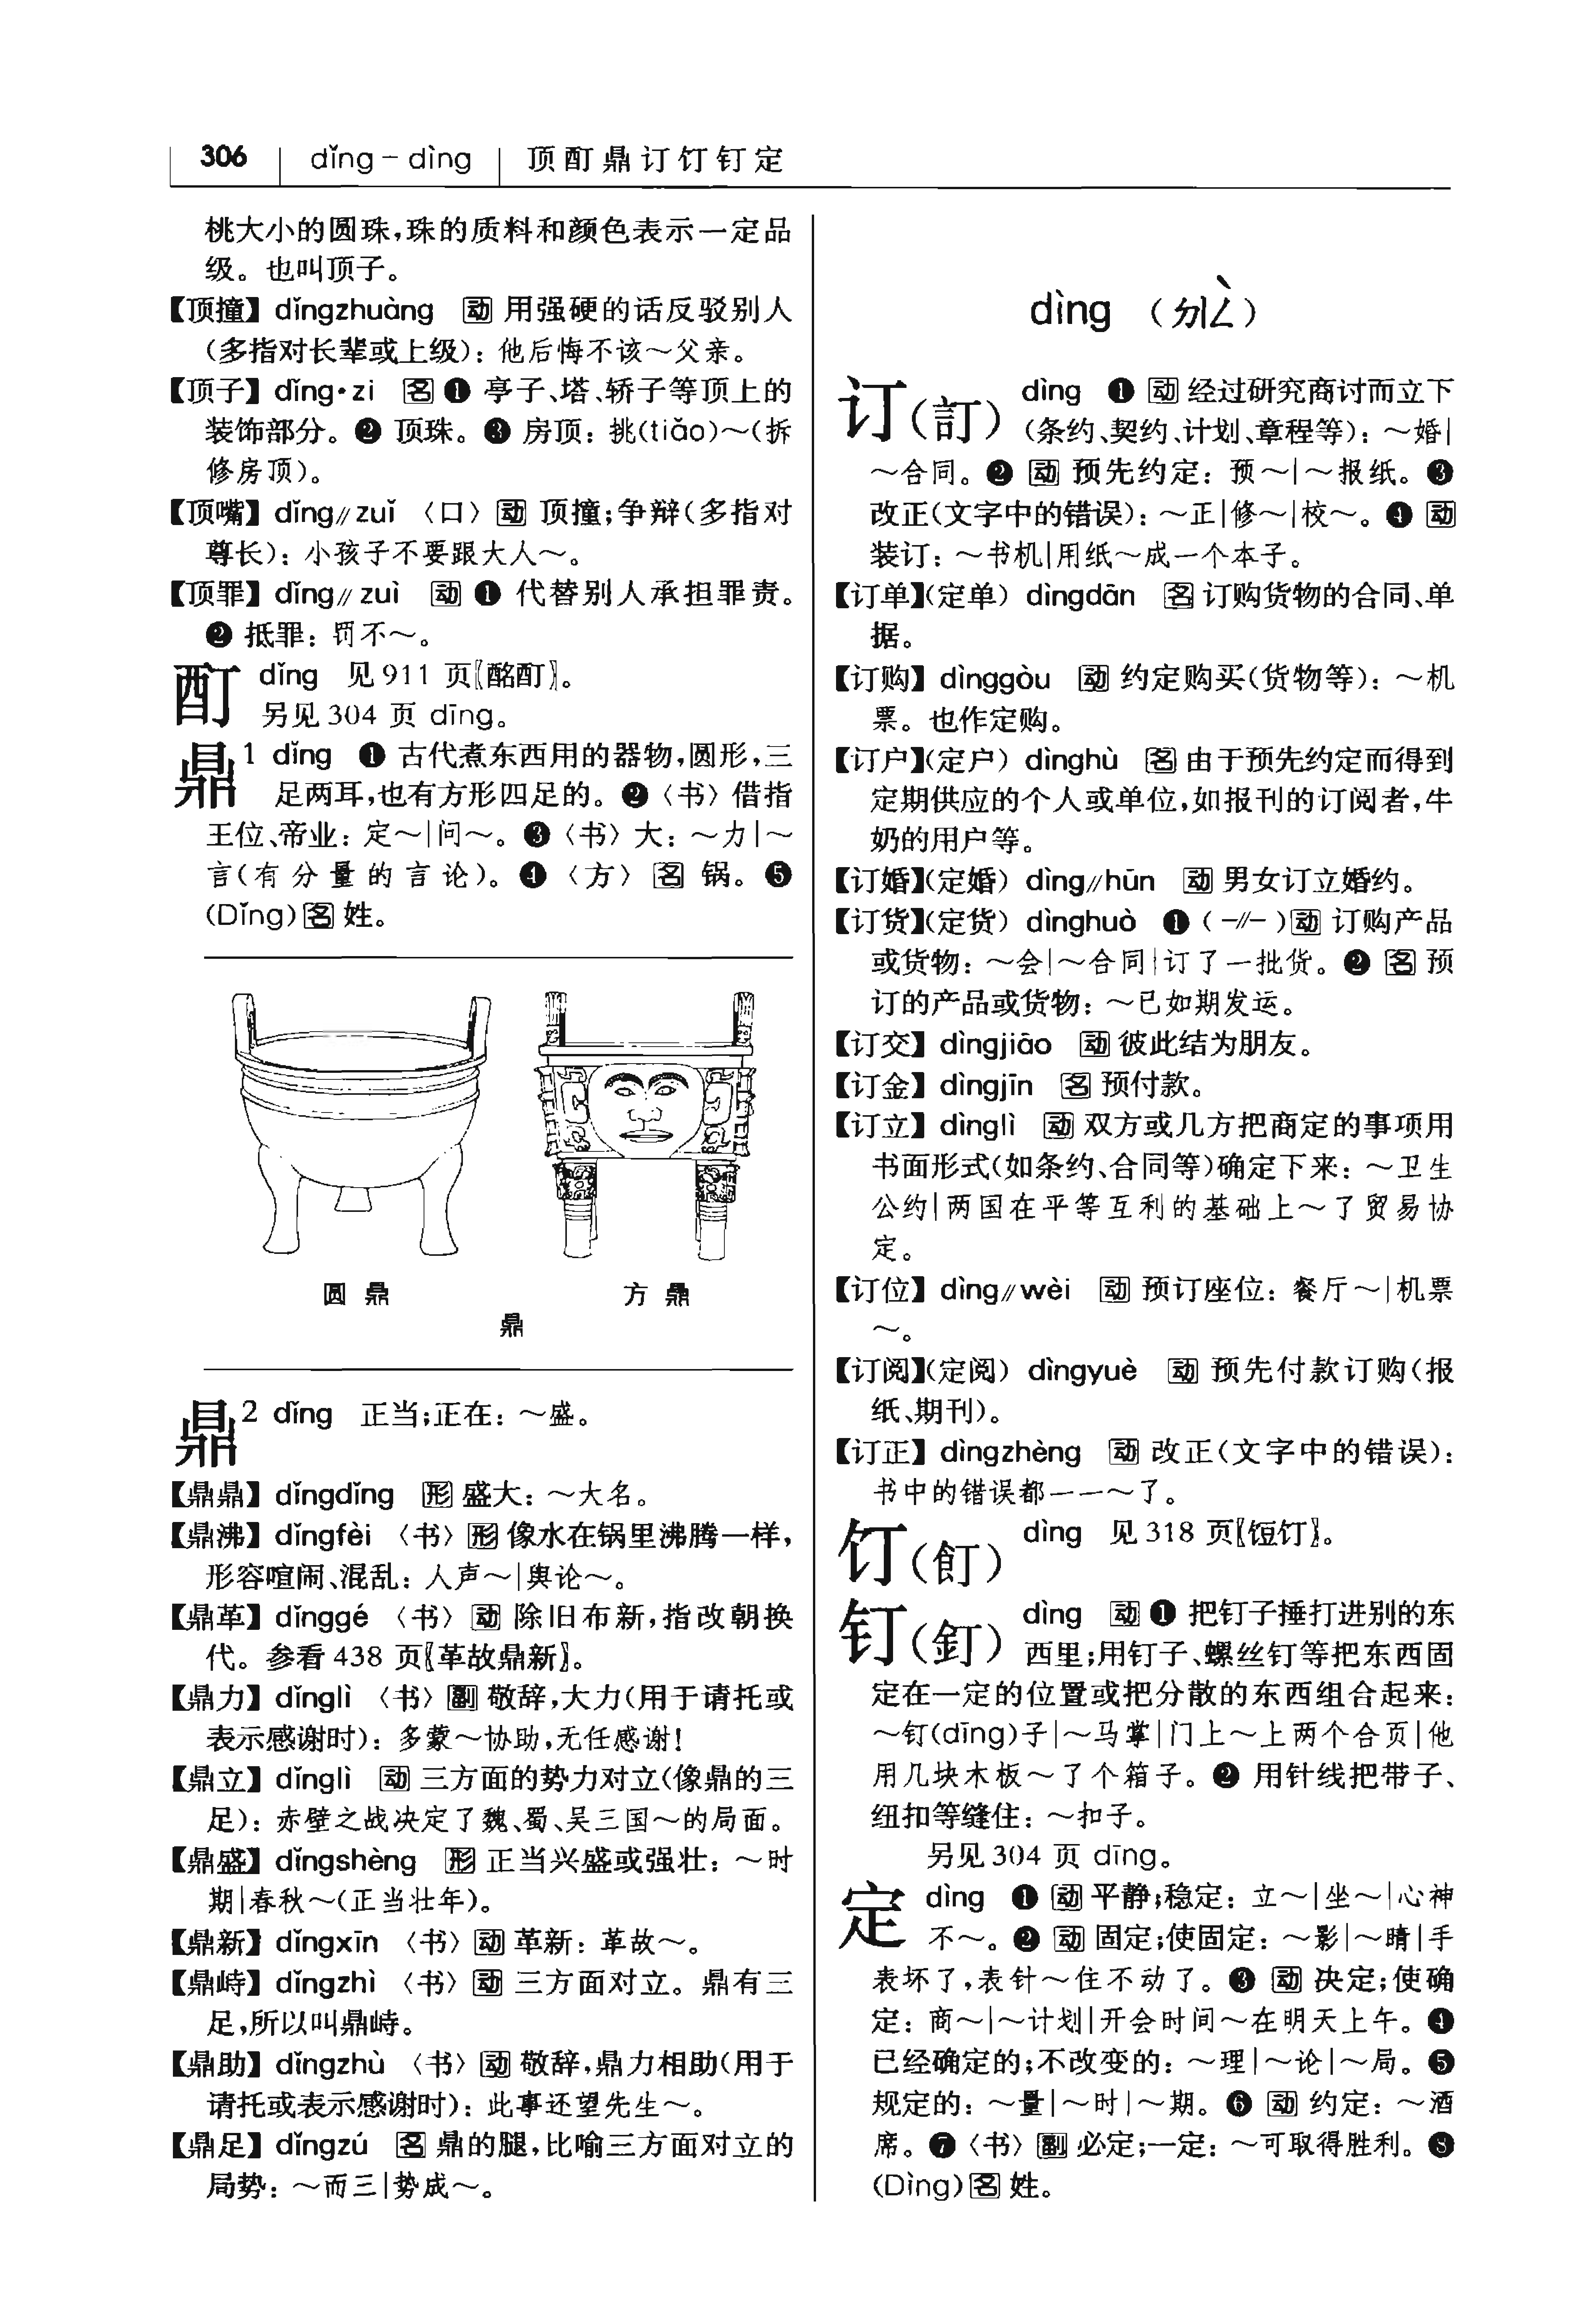 306 dǐng – dìng 顶酊鼎订饤钉定
桃大小的圆珠,珠的质料和颜色表示一定品
级。也叫顶子。
【顶撞】 dǐngzhuàng 动 用强硬的话反驳别人
(多指对长辈或上级):他后悔不该~父亲。
【顶子】 dǐng·zi 名 ❶ 亭子、塔、轿子等顶上的
装饰部分。❷ 顶珠。❸ 房顶:挑(tiǎo)~(拆
修房顶)。
【顶嘴】 dǐng//zuǐ 〈口〉动 顶撞;争辩(多指对
尊长):小孩子不要跟大人~。
【顶罪】 dǐng//zuì 动 ❶ 代替别人承担罪责。
❷ 抵罪:罚不~。
酊 dǐng 见 911 页〖酩酊〗。
另见 304 页 dīng。
鼎1 dǐng ❶ 古代煮东西用的器物,圆形,三
足两耳,也有方形四足的。❷〈书〉借指
王位、帝业:定~|问~。❸〈书〉大:~力|~
言(有分量的言论)。❹〈方〉名 锅。❺
(Dǐng)名 姓。
圆鼎 方鼎
鼎
鼎2 dǐng 正当;正在:~盛。
【鼎鼎】 dǐngdǐng 形 盛大:~大名。
【鼎沸】 dǐngfèi 〈书〉形 像水在锅里沸腾一样,
形容喧闹、混乱:人声~|舆论~。
【鼎革】 dǐnggé 〈书〉动 除旧布新,指改朝换
代。参看 438 页〖革故鼎新〗。
【鼎力】 dǐnglì 〈书〉副 敬辞,大力(用于请托或
表示感谢时):多蒙~协助,无任感谢!
【鼎立】 dǐnglì 动 三方面的势力对立(像鼎的三
足):赤壁之战决定了魏、蜀、吴三国~的局面。
【鼎盛】 dǐngshèng 形 正当兴盛或强壮:~时
期|春秋~(正当壮年)。
【鼎新】 dǐngxīn 〈书〉动 革新:革故~。
【鼎峙】 dǐngzhì 〈书〉动 三方面对立。鼎有三
足,所以叫鼎峙。
【鼎助】 dǐngzhù 〈书〉动 敬辞,鼎力相助(用于
请托或表示感谢时):此事还望先生~。
【鼎足】 dǐngzú 名 鼎的腿,比喻三方面对立的
局势:~而三|势成~。
dìng (ㄉㄧㄥˋ)
订(訂) dìng ❶ 动 经过研究商讨而立下
(条约、契约、计划、章程等):~婚|
~合同。❷ 动 预先约定:预~|~报纸。❸
改正(文字中的错误):~正|修~|校~。❹ 动
装订:~书机|用纸~成一个本子。
【订单】(定单) dìngdān 名 订购货物的合同、单
据。
【订购】 dìnggòu 动 约定购买(货物等):~机
票。也作定购。
【订户】(定户) dìnghù 名 由于预先约定而得到
定期供应的个人或单位,如报刊的订阅者,牛
奶的用户等。
【订婚】(定婚) dìng//hūn 动 男女订立婚约。
【订货】(定货) dìnghuò ❶ (-//-)动 订购产品
或货物:~会|~合同|订了一批货。❷ 名 预
订的产品或货物:~已如期发运。
【订交】 dìngjiāo 动 彼此结为朋友。
【订金】 dìngjīn 名 预付款。
【订立】 dìnglì 动 双方或几方把商定的事项用
书面形式(如条约、合同等)确定下来:~卫生
公约|两国在平等互利的基础上~了贸易协
定。
【订位】 dìng//wèi 动 预订座位:餐厅~|机票
~。
【订阅】(定阅) dìngyuè 动 预先付款订购(报
纸、期刊)。
【订正】 dìngzhèng 动 改正(文字中的错误):
书中的错误都一一~了。
饤(飣) dìng 见 318 页〖饾饤〗。
钉(釘) dìng 动 ❶ 把钉子捶打进别的东
西里;用钉子、螺丝钉等把东西固
定在一定的位置或把分散的东西组合起来:
~钉(dīng)子|~马掌|门上~上两个合页|他
用几块木板~了个箱子。❷ 用针线把带子、
纽扣等缝住:~扣子。
另见 304 页 dīng。
定 dìng ❶ 动 平静;稳定:立~|坐~|心神
不~。❷ 动 固定;使固定:~影|~睛|手
表坏了,表针~住不动了。❸ 动 决定;使确
定:商~|~计划|开会时间~在明天上午。❹
已经确定的;不改变的:~理|~论|~局。❺
规定的:~量|~时|~期。❻ 动 约定:~酒
席。❼〈书〉副 必定;一定:~可取得胜利。❽
(Dìng)名 姓。